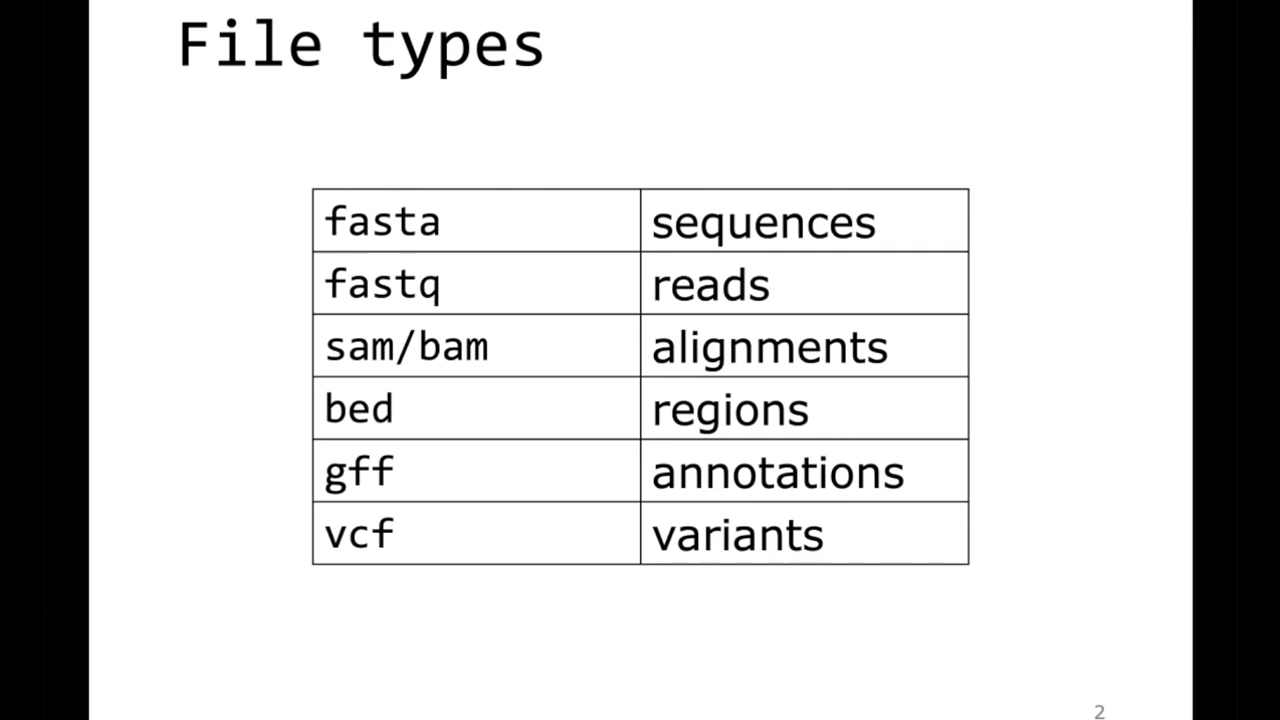 File types
fasta sequences
fastq reads
sam/bam alignments
bed regions
gff annotations
vcf variants
2